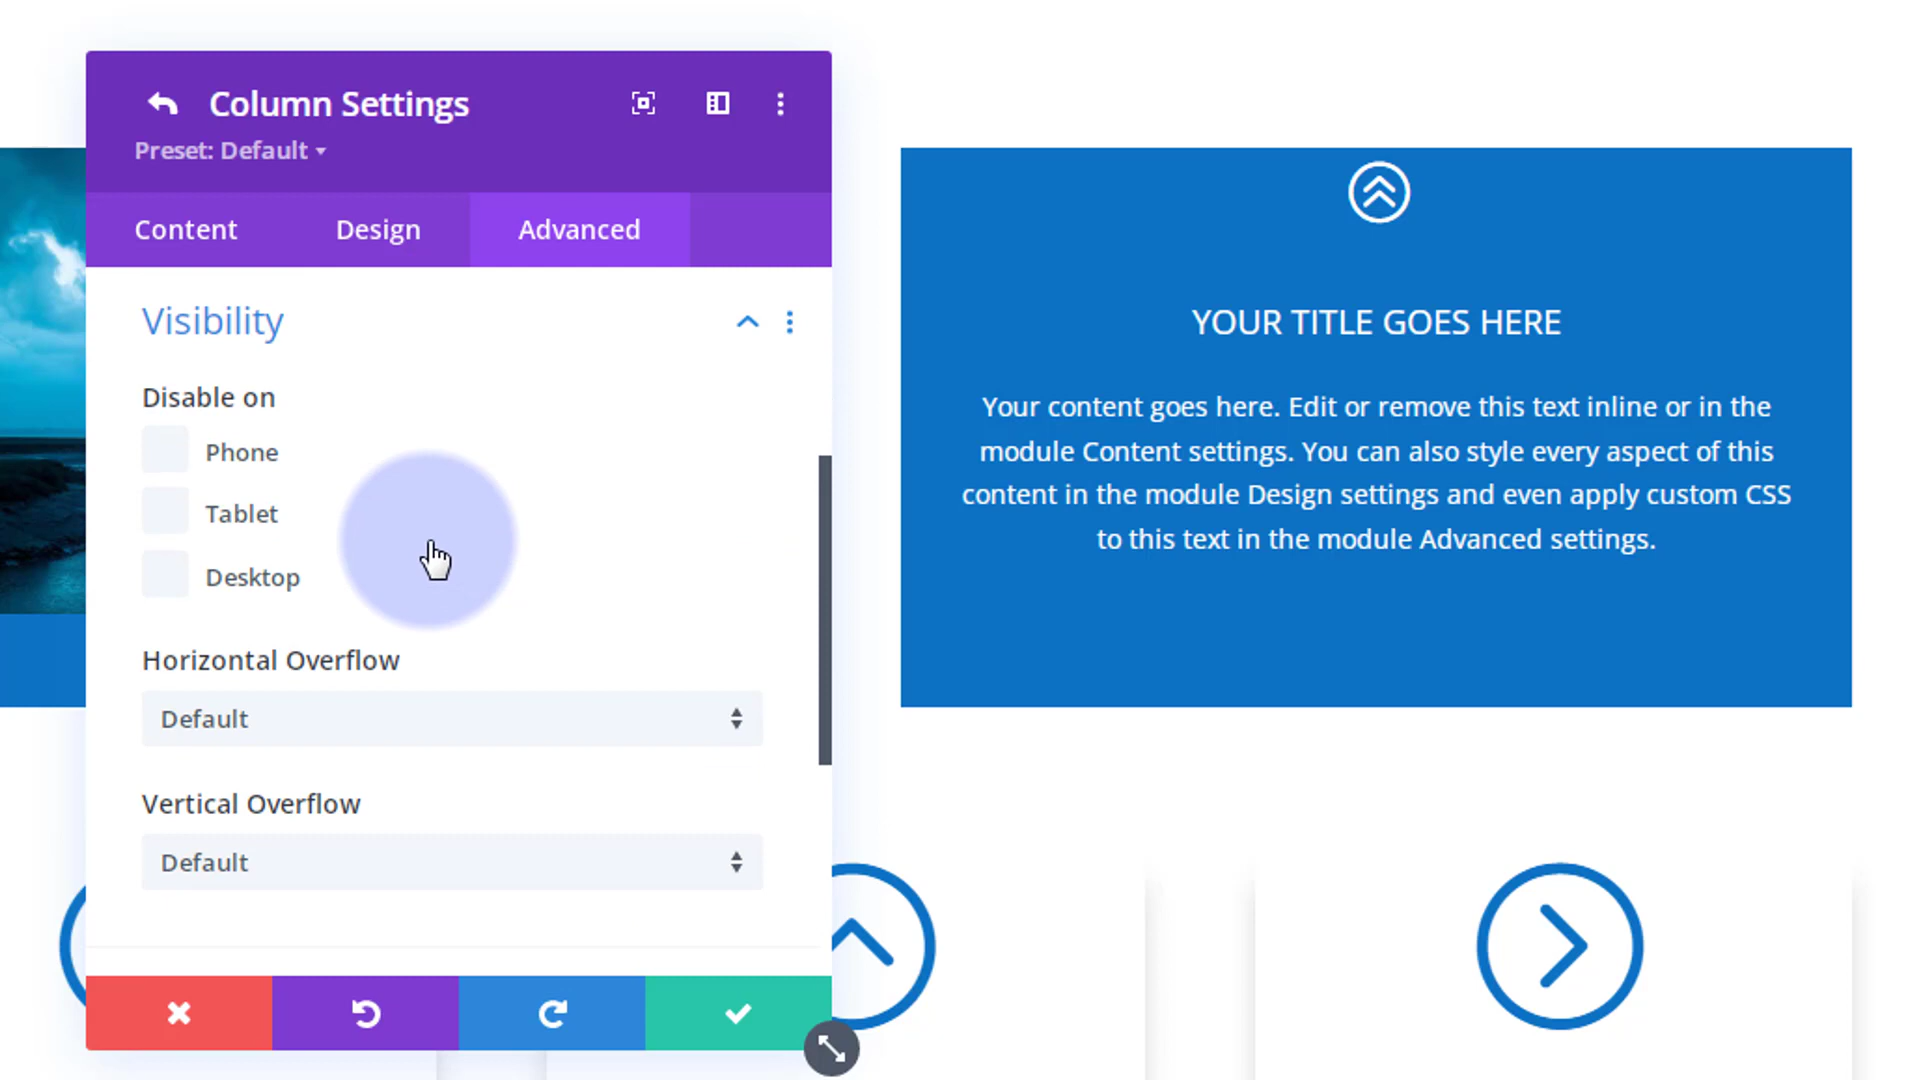 Column Settings
Preset: Default
Content
Design
Advanced
Visibility
Disable on
Phone
Tablet
Desktop
Horizontal Overflow
Default
Vertical Overflow
Default
YOUR TITLE GOES HERE
Your content goes here. Edit or remove this text inline or in the
module Content settings. You can also style every aspect of this
content in the module Design settings and even apply custom CSS
to this text in the module Advanced settings.